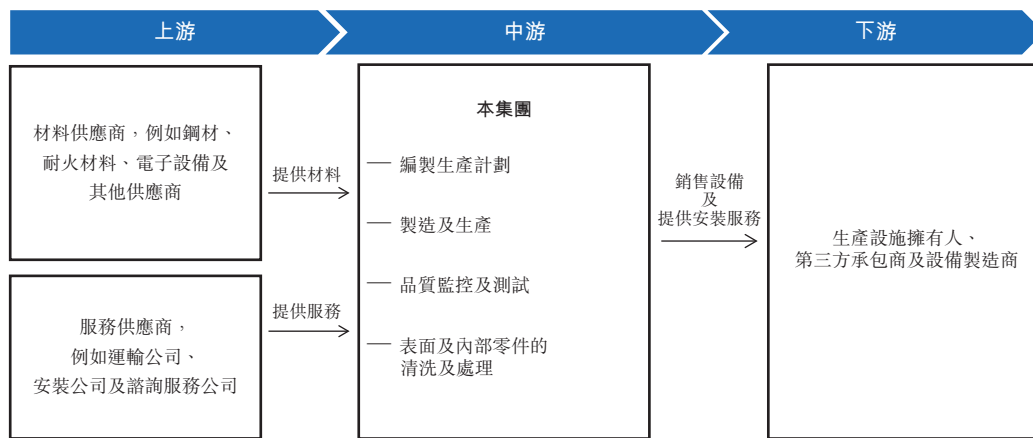 上游
中游
下游
材料供應商，例如鋼材、
耐火材料、電子設備及
其他供應商
提供材料
服務供應商，
例如運輸公司、
安裝公司及諮詢服務公司
提供服務
本集團
— 編製生產計劃
— 製造及生產
— 品質監控及測試
— 表面及內部零件的
清洗及處理
銷售設備
及
提供安裝服務
生產設施擁有人、
第三方承包商及設備製造商